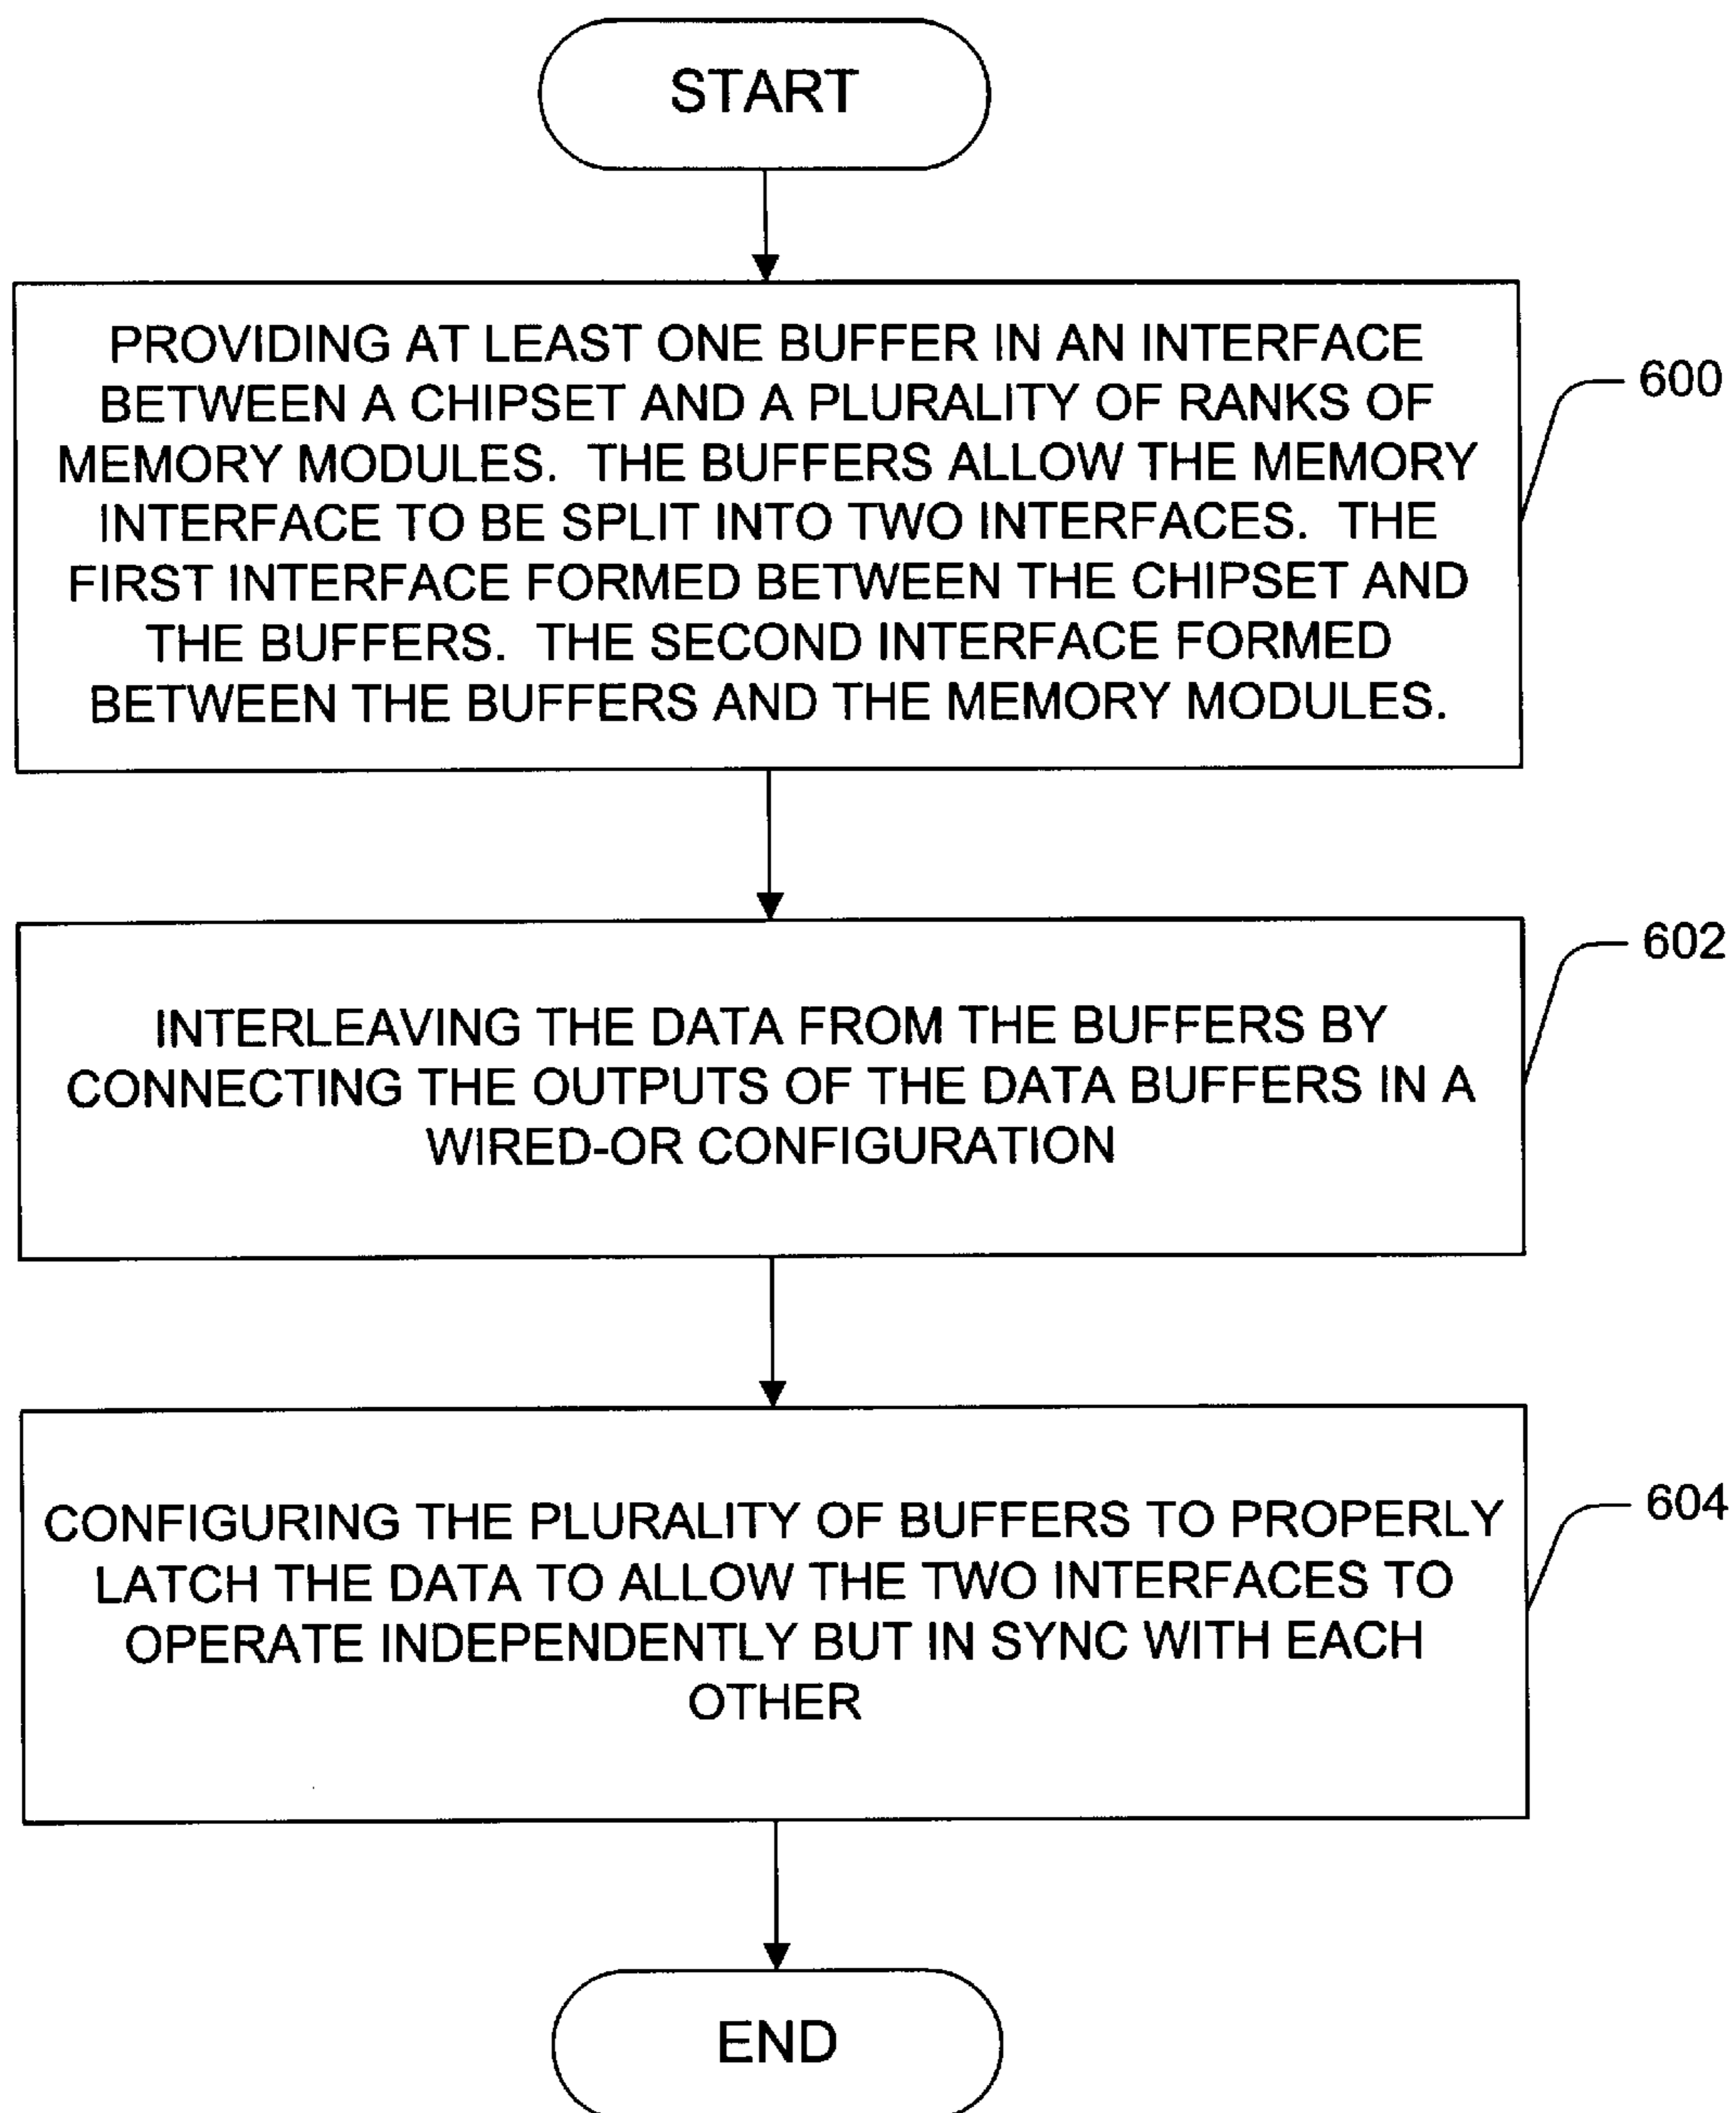 START
PROVIDING AT LEAST ONE BUFFER IN AN INTERFACE
BETWEEN A CHIPSET AND A PLURALITY OF RANKS OF
MEMORY MODULES. THE BUFFERS ALLOW THE MEMORY
INTERFACE TO BE SPLIT INTO TWO INTERFACES. THE
FIRST INTERFACE FORMED BETWEEN THE CHIPSET AND
THE BUFFERS. THE SECOND INTERFACE FORMED
BETWEEN THE BUFFERS AND THE MEMORY MODULES.
600
INTERLEAVING THE DATA FROM THE BUFFERS BY
CONNECTING THE OUTPUTS OF THE DATA BUFFERS IN A
WIRED-OR CONFIGURATION
602
CONFIGURING THE PLURALITY OF BUFFERS TO PROPERLY
LATCH THE DATA TO ALLOW THE TWO INTERFACES TO
OPERATE INDEPENDENTLY BUT IN SYNC WITH EACH
OTHER
604
END